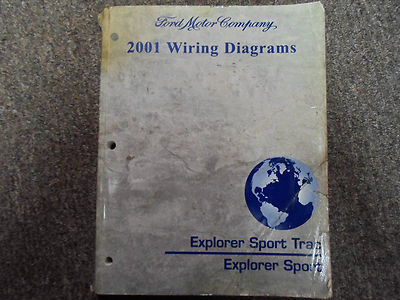 Ford Motor Company
2001 Wiring Diagrams
Explorer Sport Trac
Explorer Sport